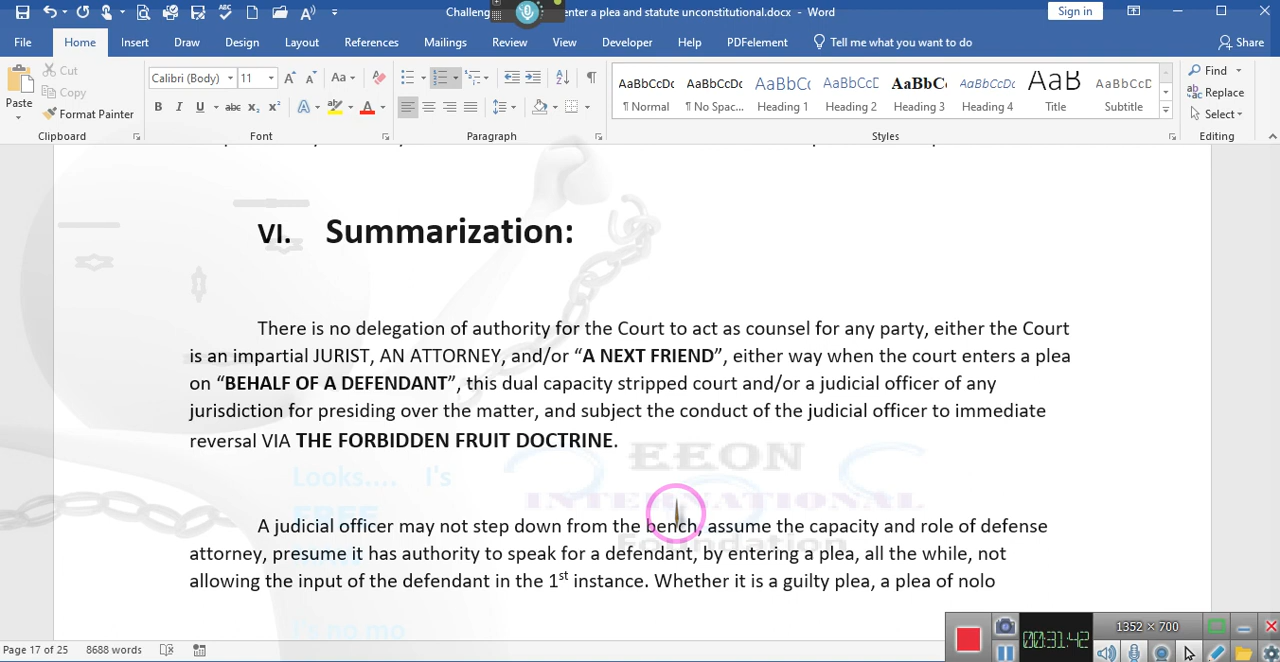 Challeng enter a plea and statute unconstitutional.docx - Word
Sign in
File Home Insert Draw Design Layout References Mailings Review View Developer Help PDFelement Tell me what you want to do Share
Paste
Cut
Copy
Format Painter
Calibri (Body) 11
AaBbCcDc AaBbCcDc AaBbC( AaBbCcD AaBbC( AaBbCcDc AaB AaBbCcD
¶ Normal ¶ No Spac... Heading 1 Heading 2 Heading 3 Heading 4 Title Subtitle
Find
Replace
Select
Clipboard Font Paragraph Styles Editing
VI. Summarization:
There is no delegation of authority for the Court to act as counsel for any party, either the Court
is an impartial JURIST, AN ATTORNEY, and/or “A NEXT FRIEND”, either way when the court enters a plea
on “BEHALF OF A DEFENDANT”, this dual capacity stripped court and/or a judicial officer of any
jurisdiction for presiding over the matter, and subject the conduct of the judicial officer to immediate
reversal VIA THE FORBIDDEN FRUIT DOCTRINE.
EEON
Looks.... I's
INTERNATIONAL
FREE
Foundation
A judicial officer may not step down from the bench, assume the capacity and role of defense
attorney, presume it has authority to speak for a defendant, by entering a plea, all the while, not
allowing the input of the defendant in the 1st instance. Whether it is a guilty plea, a plea of nolo
I's no mo
1352 × 700
00:31:42
Page 17 of 25 8688 words